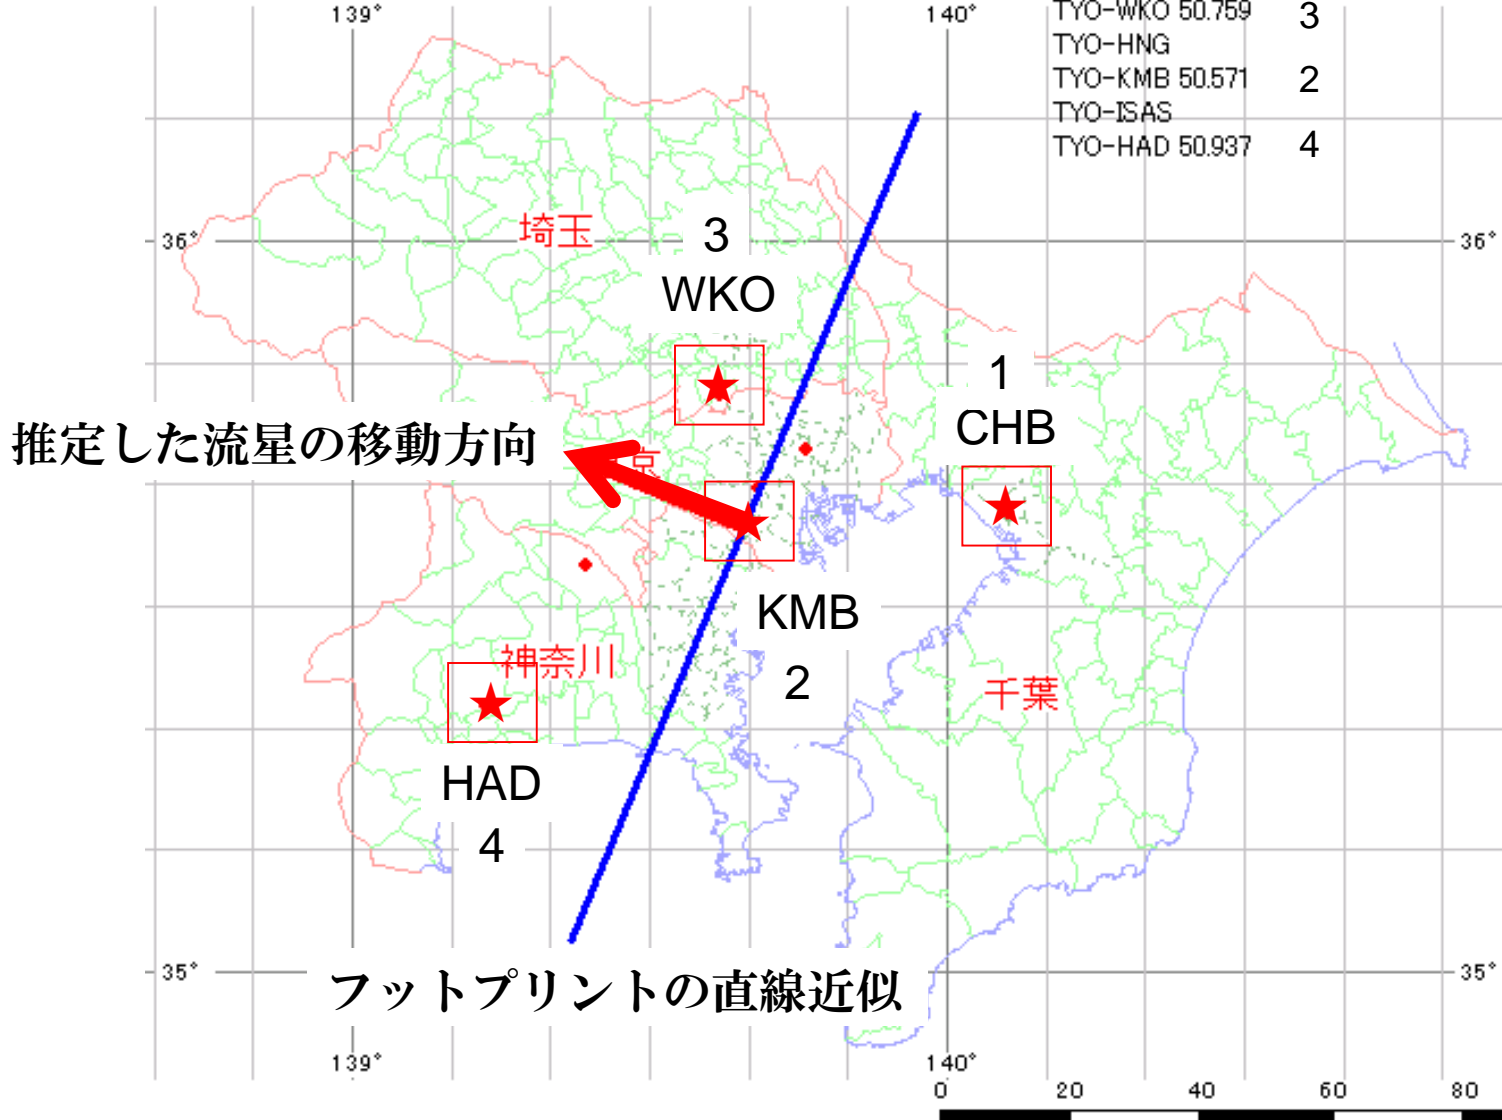 139°
140°
TYO-WKO 50.759 3
TYO-HNG
TYO-KMB 50.571 2
TYO-ISAS
TYO-HAD 50.937 4
36°
埼玉
3
WKO
36°
1
CHB
推定した流星の移動方向
京
KMB
2
神奈川
千葉
HAD
4
35°
フットプリントの直線近似
35°
139°
140°
0 20 40 60 80